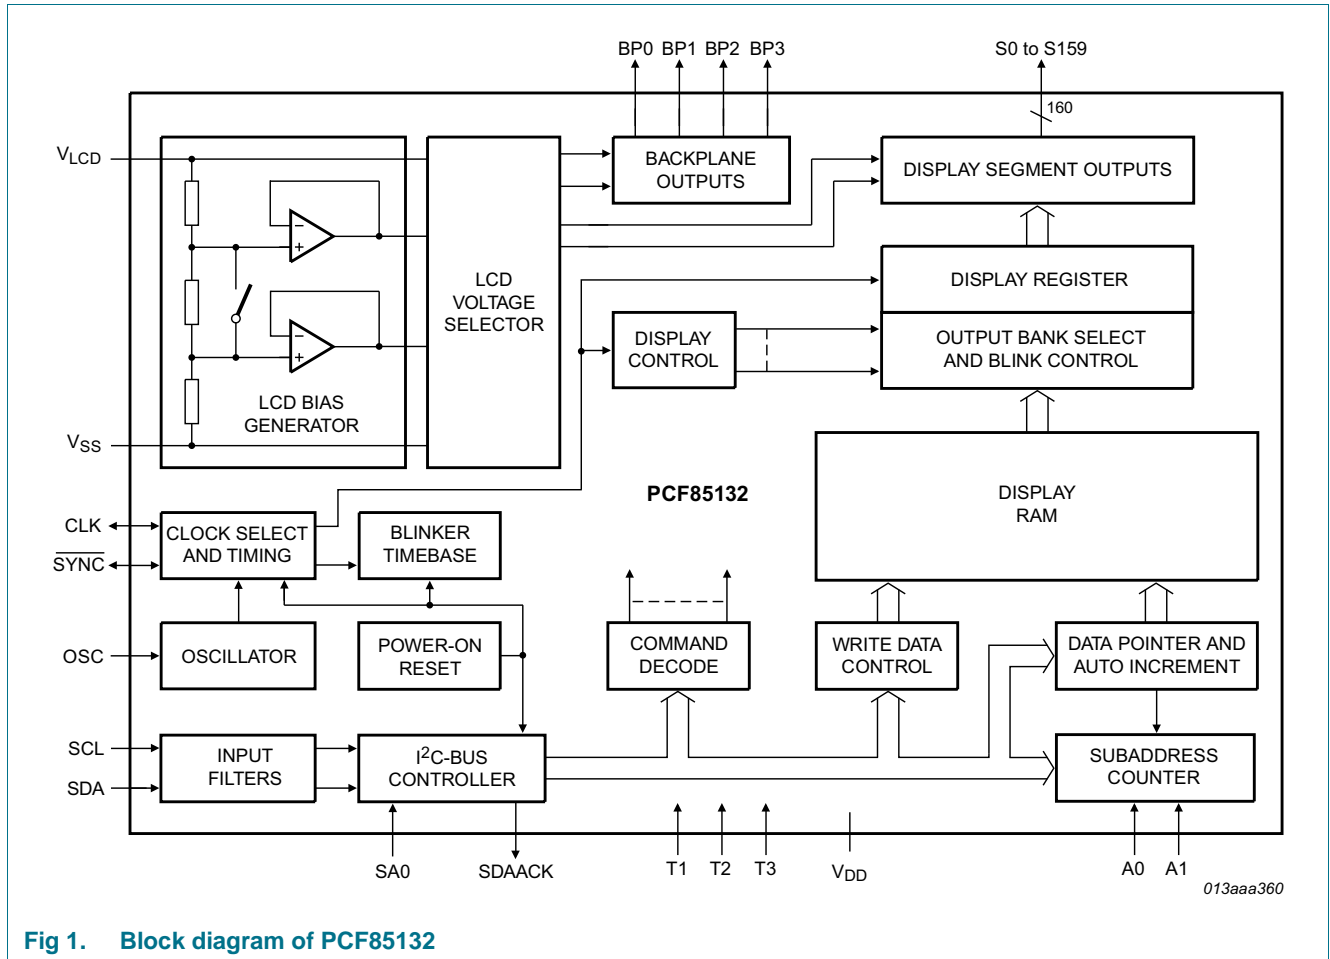 BP0 BP1 BP2 BP3
S0 to S159
160
VLCD
BACKPLANE
OUTPUTS
DISPLAY SEGMENT OUTPUTS
−
+
LCD
VOLTAGE
SELECTOR
DISPLAY REGISTER
−
+
DISPLAY
CONTROL
OUTPUT BANK SELECT
AND BLINK CONTROL
LCD BIAS
GENERATOR
VSS
PCF85132
DISPLAY
RAM
CLK
SYNC
CLOCK SELECT
AND TIMING
BLINKER
TIMEBASE
OSC
OSCILLATOR
POWER-ON
RESET
COMMAND
DECODE
WRITE DATA
CONTROL
DATA POINTER AND
AUTO INCREMENT
SCL
SDA
INPUT
FILTERS
I2C-BUS
CONTROLLER
SUBADDRESS
COUNTER
SA0
SDAACK
T1
T2
T3
VDD
A0
A1
013aaa360
Fig 1. Block diagram of PCF85132